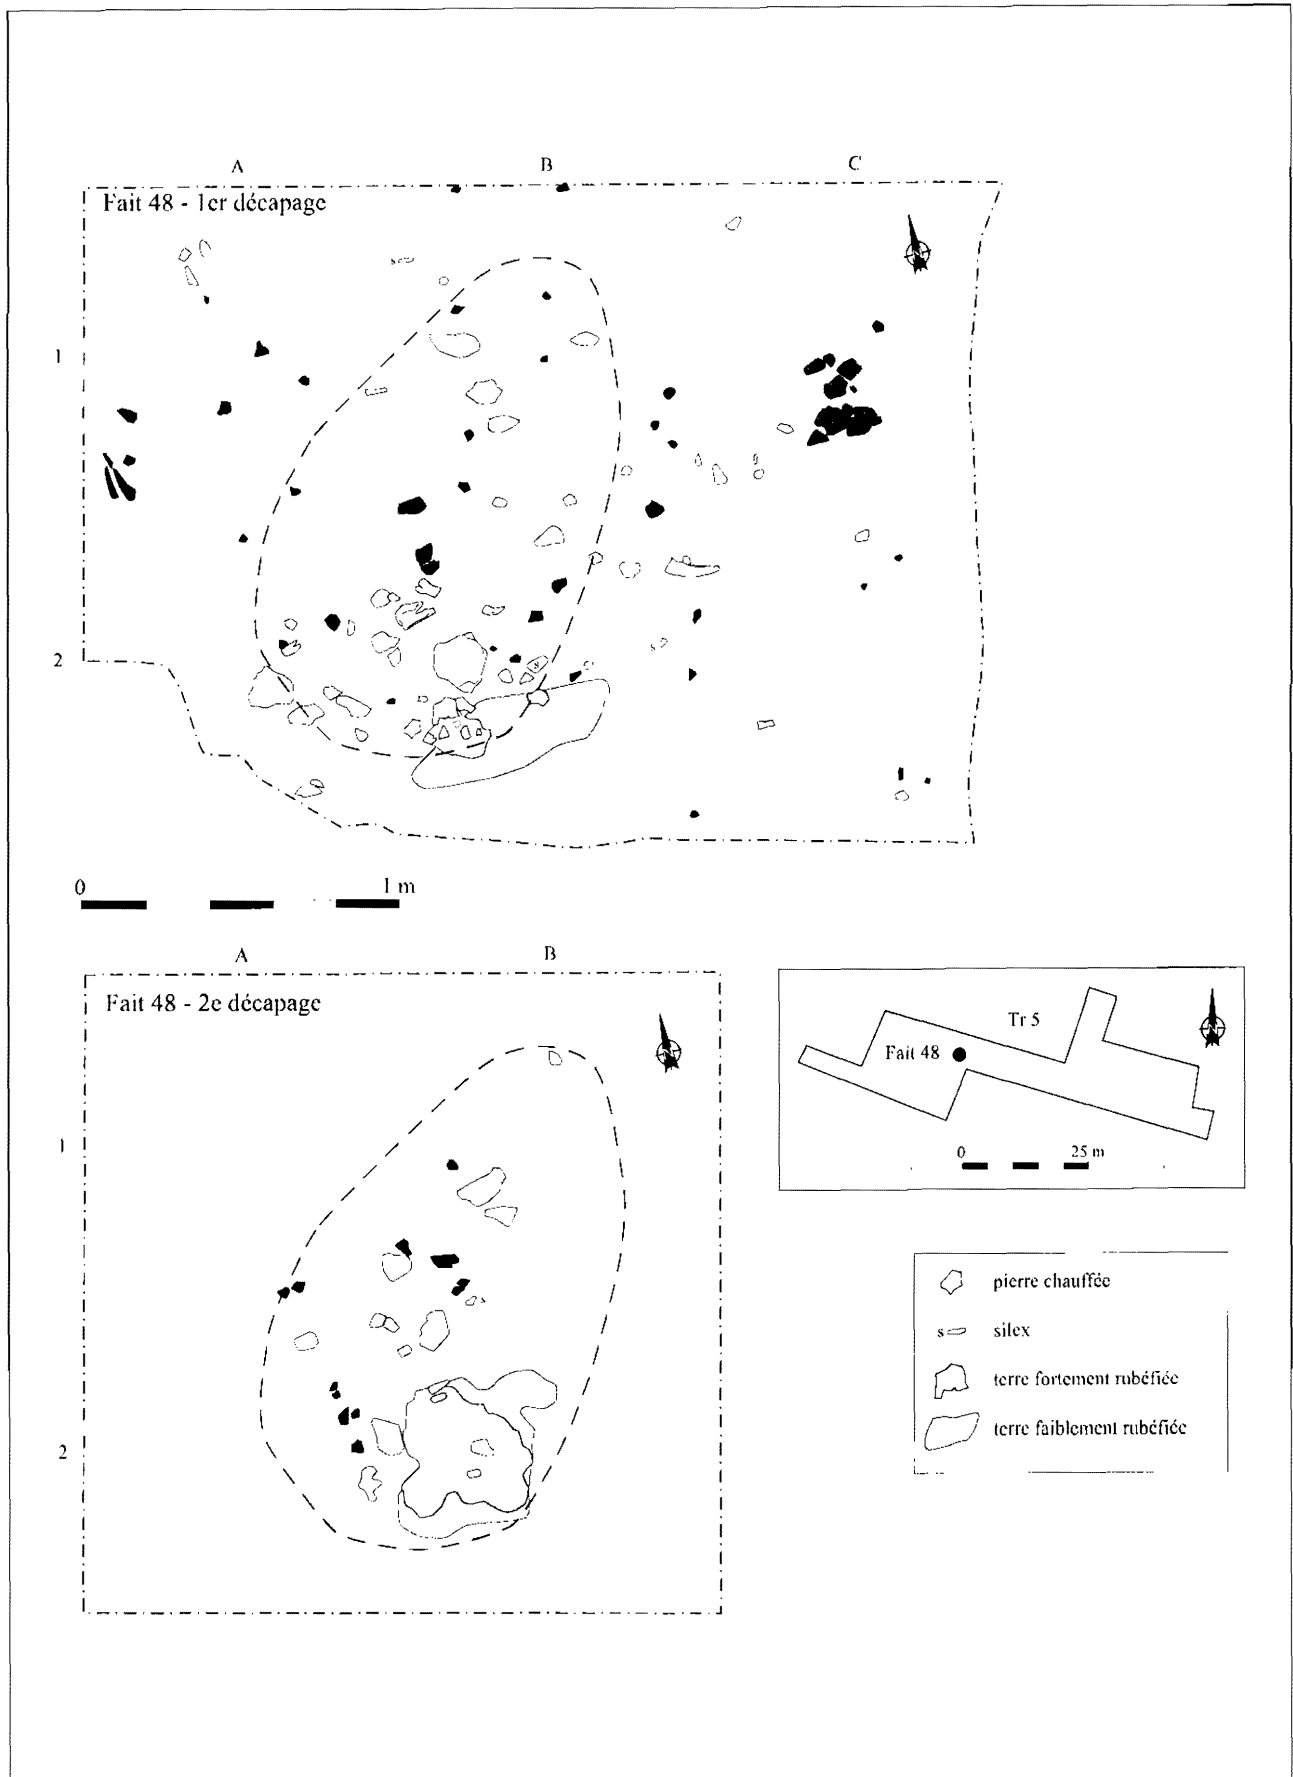 A B C
Fait 48 - 1er décapage
1
2
s
s
s
0 1 m
A B
Fait 48 - 2e décapage
1
2
s
Tr 5
Fait 48
0 25 m
pierre chauffée
s silex
terre fortement rubéfiée
terre faiblement rubéfiée